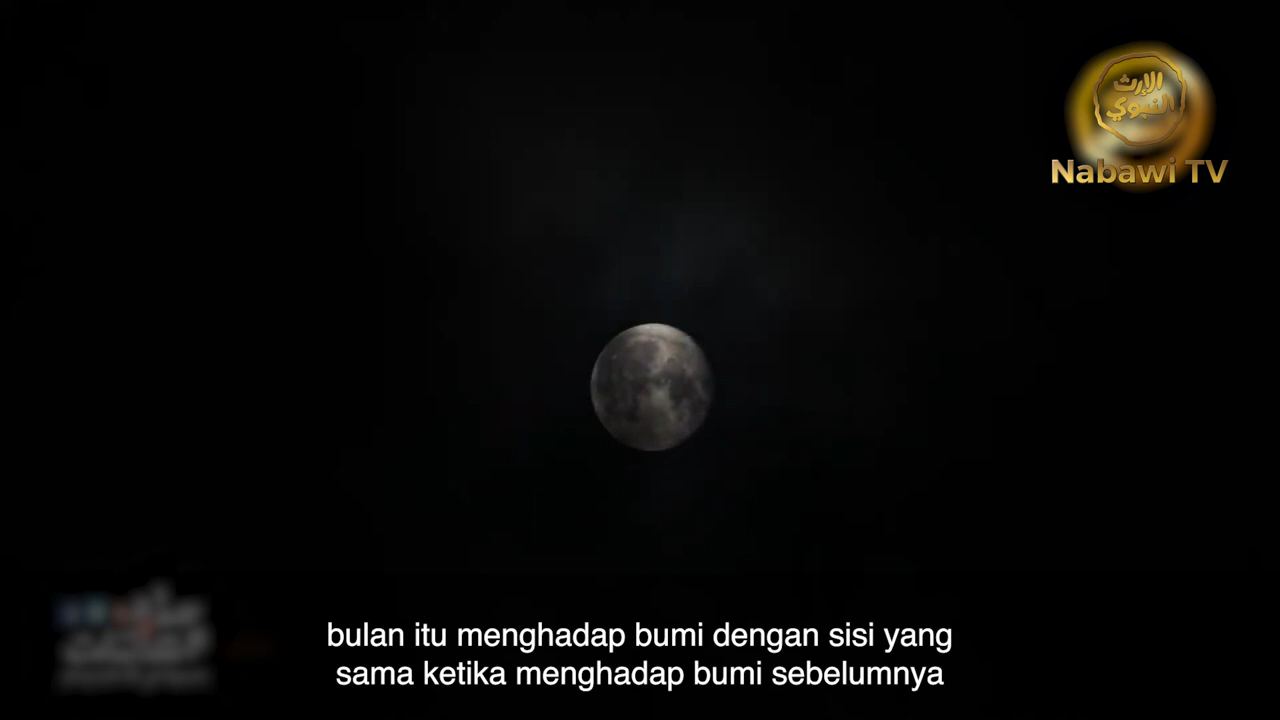 الإرث
النبوي
Nabawi TV
bulan itu menghadap bumi dengan sisi yang
sama ketika menghadap bumi sebelumnya